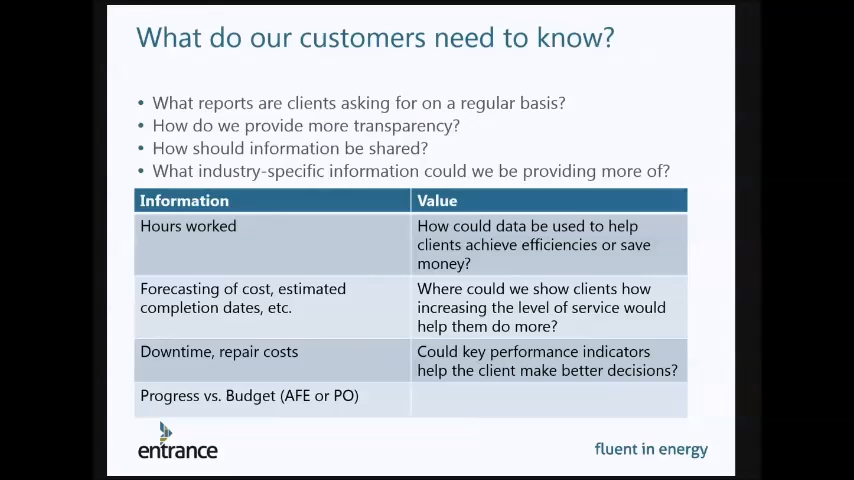 What do our customers need to know?
• What reports are clients asking for on a regular basis?
• How do we provide more transparency?
• How should information be shared?
• What industry-specific information could we be providing more of?
Information
Value
Hours worked
How could data be used to help
clients achieve efficiencies or save
money?
Forecasting of cost, estimated
completion dates, etc.
Where could we show clients how
increasing the level of service would
help them do more?
Downtime, repair costs
Could key performance indicators
help the client make better decisions?
Progress vs. Budget (AFE or PO)
entrance
fluent in energy